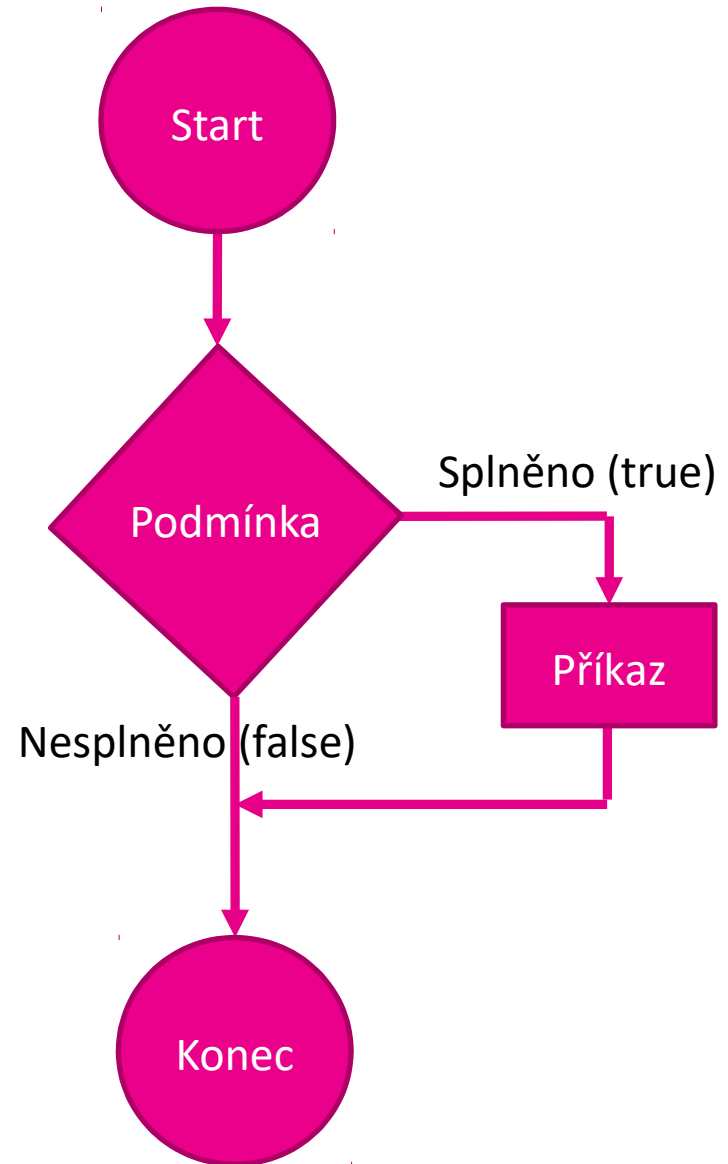 Start
Splněno (true)
Podmínka
Příkaz
Nesplněno (false)
Konec